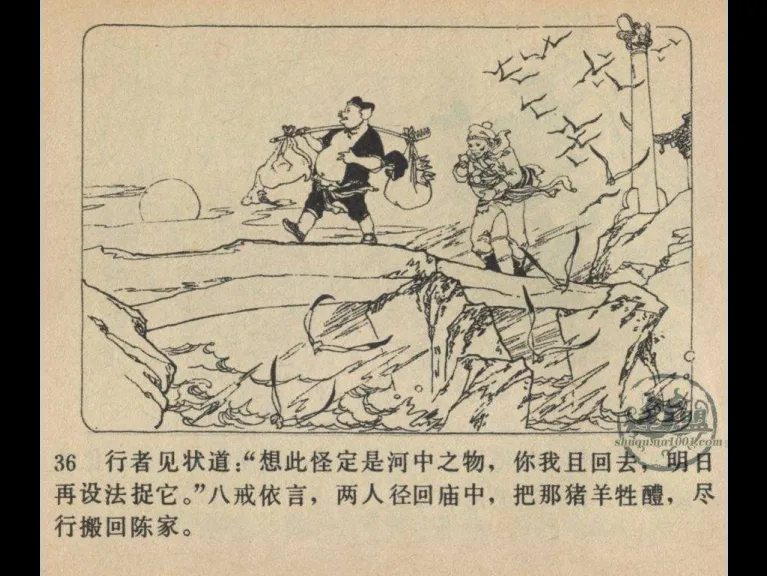 36 行者见状道:“想此怪定是河中之物，你我且回去，明日
再设法捉它。”八戒依言，两人径回庙中，把那猪羊牲醴，尽
行搬回陈家。
shuquma1001.com